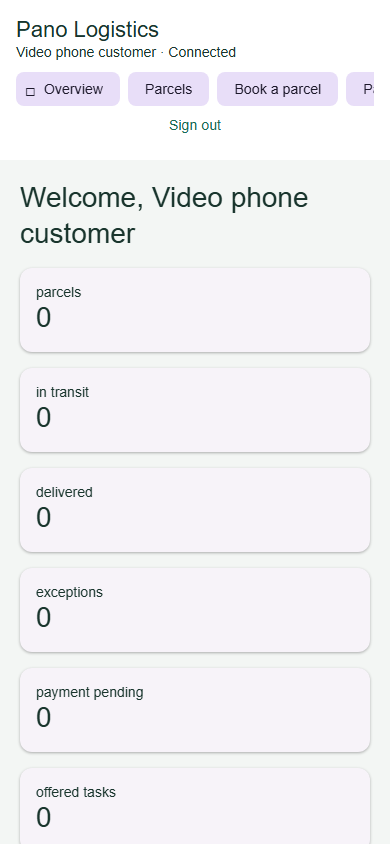 Pano Logistics
Video phone customer · Connected
Overview
Parcels
Book a parcel
Sign out
Welcome, Video phone
customer
parcels
0
in transit
0
delivered
0
exceptions
0
payment pending
0
offered tasks
0